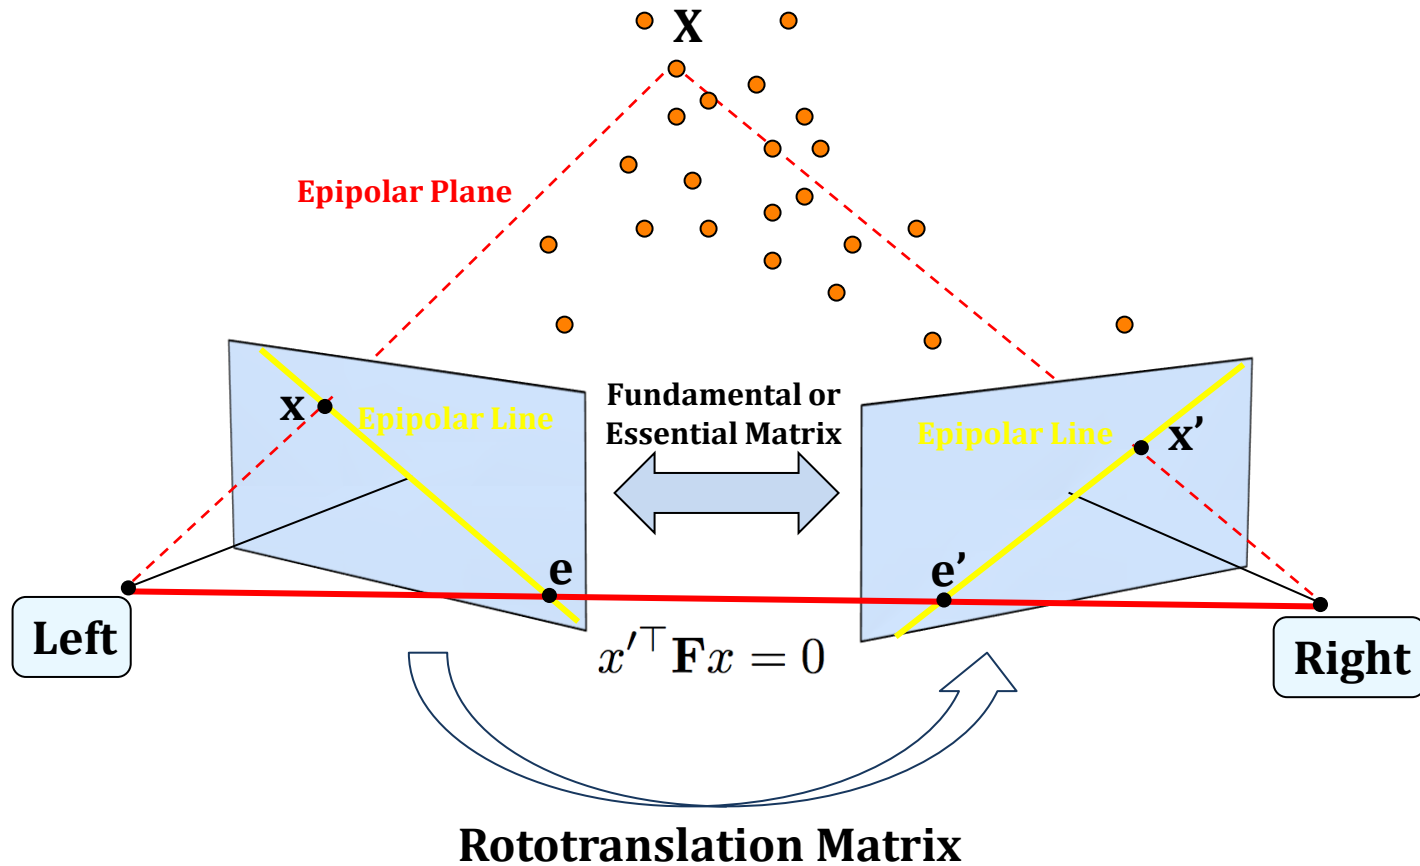 X
Epipolar Plane
Fundamental or
Essential Matrix
x
Epipolar Line
Epipolar Line
x’
e
e’
Left
x′⊤Fx = 0
Right
Rototranslation Matrix